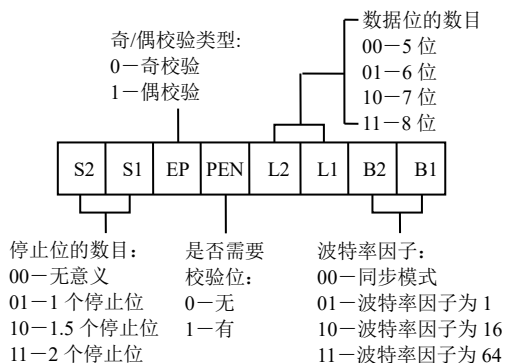 奇/偶校验类型:
0－奇校验
1－偶校验
数据位的数目
00－5 位
01－6 位
10－7 位
11－8 位
S2 S1 EP PEN L2 L1 B2 B1
停止位的数目：
00－无意义
01－1 个停止位
10－1.5 个停止位
11－2 个停止位
是否需要
校验位：
0－无
1－有
波特率因子：
00－同步模式
01－波特率因子为 1
10－波特率因子为 16
11－波特率因子为 64